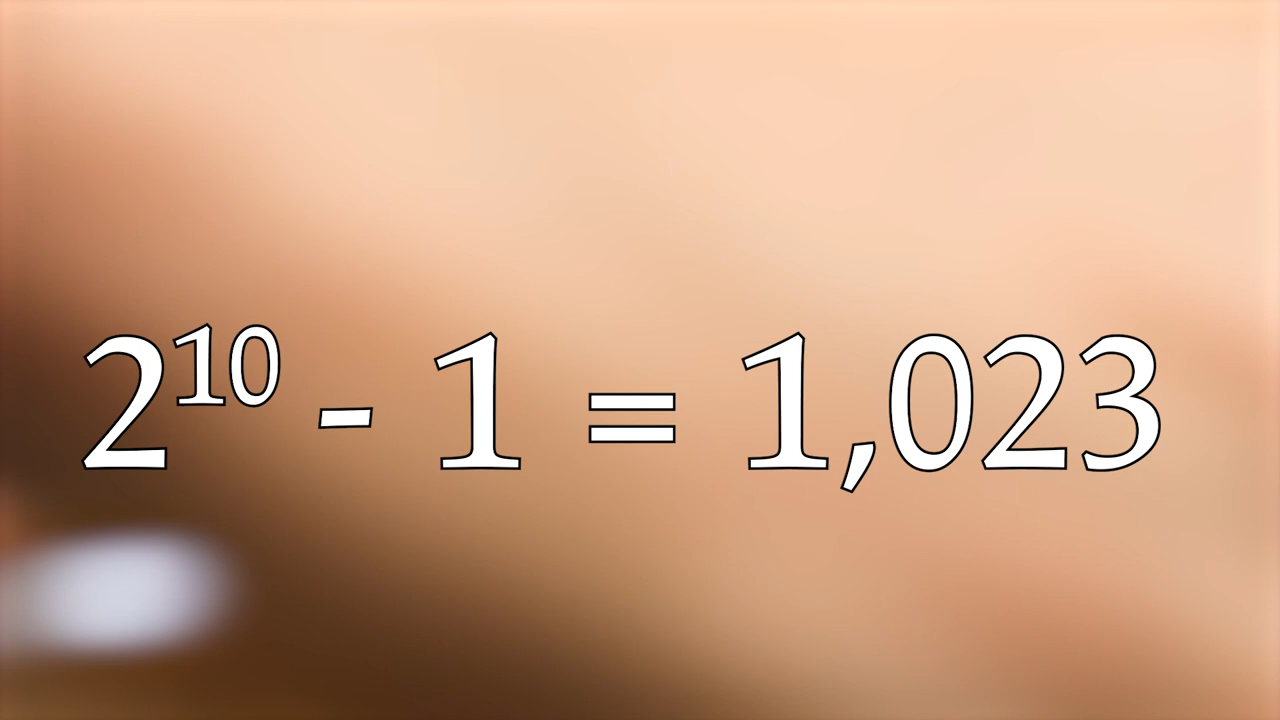 2¹⁰ - 1 = 1,023